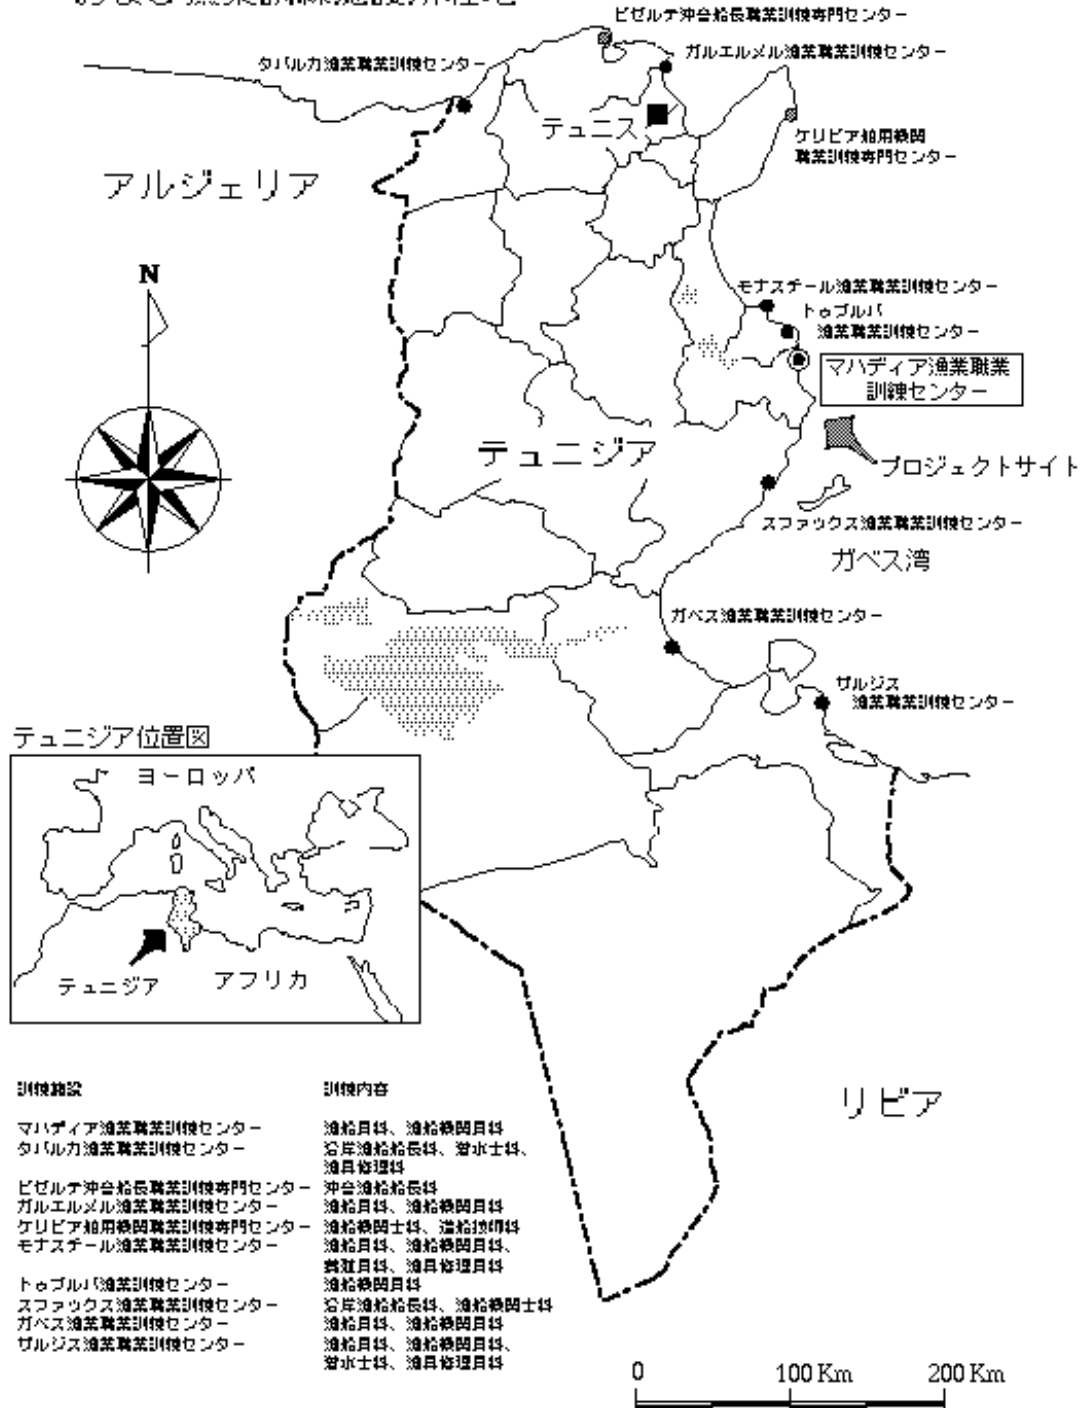 ビゼルテ沖合船長職業訓練専門センター
ガルエルメル漁業職業訓練センター
タバルカ漁業職業訓練センター
テュニス
ケリビア舶用機関
職業訓練専門センター
アルジェリア
N
モナスチール漁業職業訓練センター
トゥブルバ
漁業職業訓練センター
マハディア漁業職業
訓練センター
テュニジア
プロジェクトサイト
スファックス漁業職業訓練センター
ガベス湾
ガベス漁業職業訓練センター
ザルジス
漁業職業訓練センター
テュニジア位置図
ヨーロッパ
テュニジア
アフリカ
リビア
訓練施設 訓練内容
マハディア漁業職業訓練センター 漁船員科、漁船機関員科
タバルカ漁業職業訓練センター 沿岸漁船船長科、潜水士科、
漁具修理科
ビゼルテ沖合船長職業訓練専門センター 沖合漁船船長科
ガルエルメル漁業職業訓練センター 漁船員科、漁船機関員科
ケリビア舶用機関職業訓練専門センター 漁船機関士科、造船技師科
モナスチール漁業職業訓練センター 漁船員科、漁船機関員科、
養殖員科、漁具修理員科
トゥブルバ漁業訓練センター 漁船機関員科
スファックス漁業職業訓練センター 沿岸漁船船長科、漁船機関士科
ガベス漁業職業訓練センター 漁船員科、漁船機関員科
ザルジス漁業職業訓練センター 漁船員科、漁船機関員科、
潜水士科、漁具修理員科
0 100 Km 200 Km